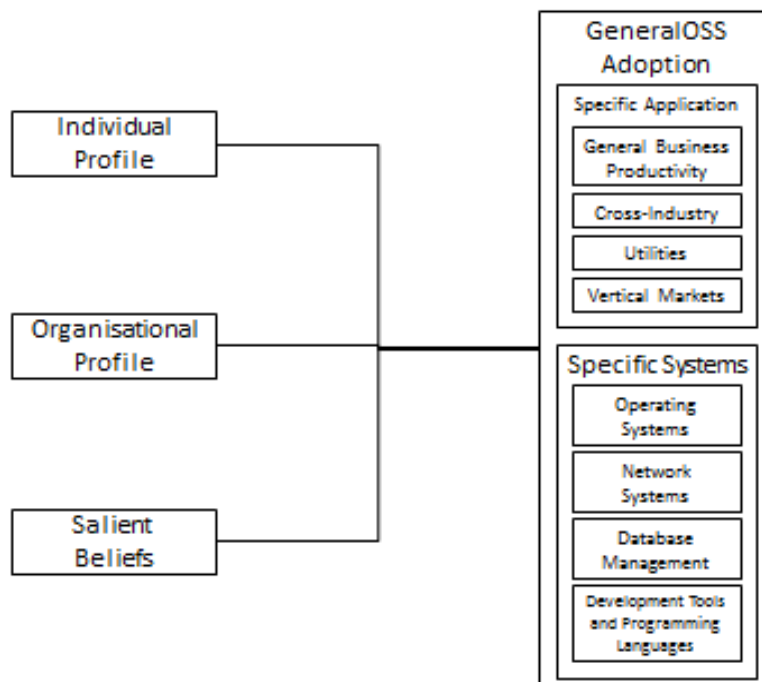 Individual
Profile
Organisational
Profile
Salient
Beliefs
GeneralOSS
Adoption
Specific Application
General Business
Productivity
Cross-Industry
Utilities
Vertical Markets
Specific Systems
Operating
Systems
Network
Systems
Database
Management
Development Tools
and Programming
Languages